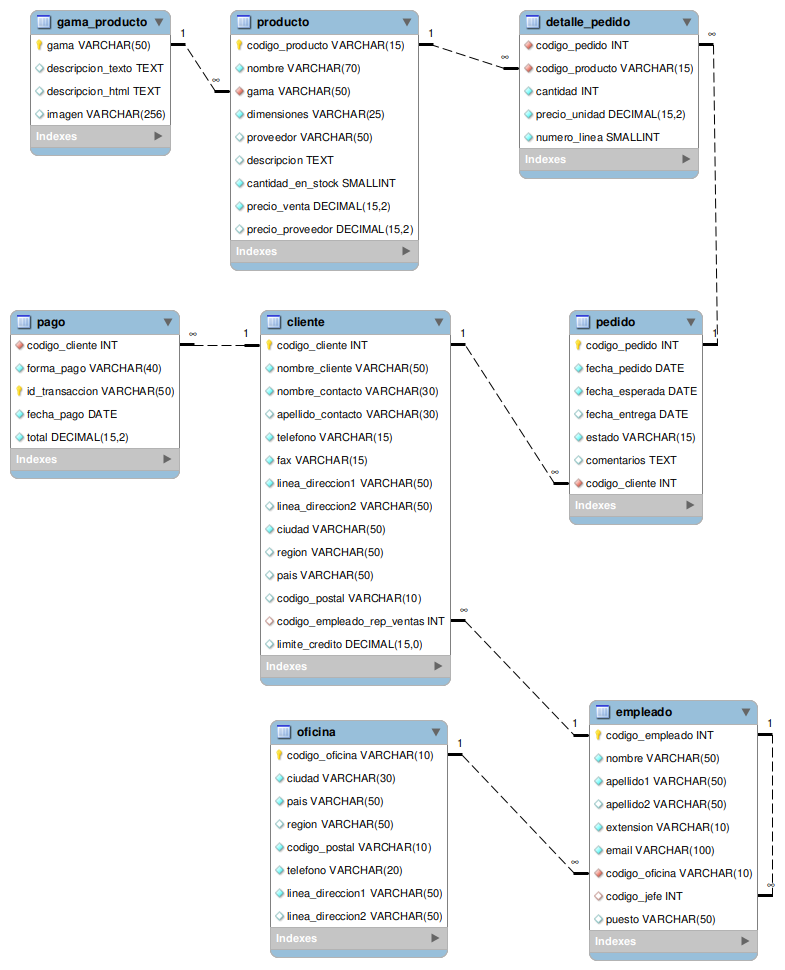 gama_producto
gama VARCHAR(50)
descripcion_texto TEXT
descripcion_html TEXT
imagen VARCHAR(256)
Indexes
1
∞
producto
codigo_producto VARCHAR(15)
nombre VARCHAR(70)
gama VARCHAR(50)
dimensiones VARCHAR(25)
proveedor VARCHAR(50)
descripcion TEXT
cantidad_en_stock SMALLINT
precio_venta DECIMAL(15,2)
precio_proveedor DECIMAL(15,2)
Indexes
1
∞
detalle_pedido
codigo_pedido INT
codigo_producto VARCHAR(15)
cantidad INT
precio_unidad DECIMAL(15,2)
numero_linea SMALLINT
Indexes
∞
1
pago
codigo_cliente INT
forma_pago VARCHAR(40)
id_transaccion VARCHAR(50)
fecha_pago DATE
total DECIMAL(15,2)
Indexes
∞
1
cliente
codigo_cliente INT
nombre_cliente VARCHAR(50)
nombre_contacto VARCHAR(30)
apellido_contacto VARCHAR(30)
telefono VARCHAR(15)
fax VARCHAR(15)
linea_direccion1 VARCHAR(50)
linea_direccion2 VARCHAR(50)
ciudad VARCHAR(50)
region VARCHAR(50)
pais VARCHAR(50)
codigo_postal VARCHAR(10)
codigo_empleado_rep_ventas INT
limite_credito DECIMAL(15,0)
Indexes
1
∞
pedido
codigo_pedido INT
fecha_pedido DATE
fecha_esperada DATE
fecha_entrega DATE
estado VARCHAR(15)
comentarios TEXT
codigo_cliente INT
Indexes
∞
1
oficina
codigo_oficina VARCHAR(10)
ciudad VARCHAR(30)
pais VARCHAR(50)
region VARCHAR(50)
codigo_postal VARCHAR(10)
telefono VARCHAR(20)
linea_direccion1 VARCHAR(50)
linea_direccion2 VARCHAR(50)
Indexes
1
∞
empleado
codigo_empleado INT
nombre VARCHAR(50)
apellido1 VARCHAR(50)
apellido2 VARCHAR(50)
extension VARCHAR(10)
email VARCHAR(100)
codigo_oficina VARCHAR(10)
codigo_jefe INT
puesto VARCHAR(50)
Indexes
1
∞